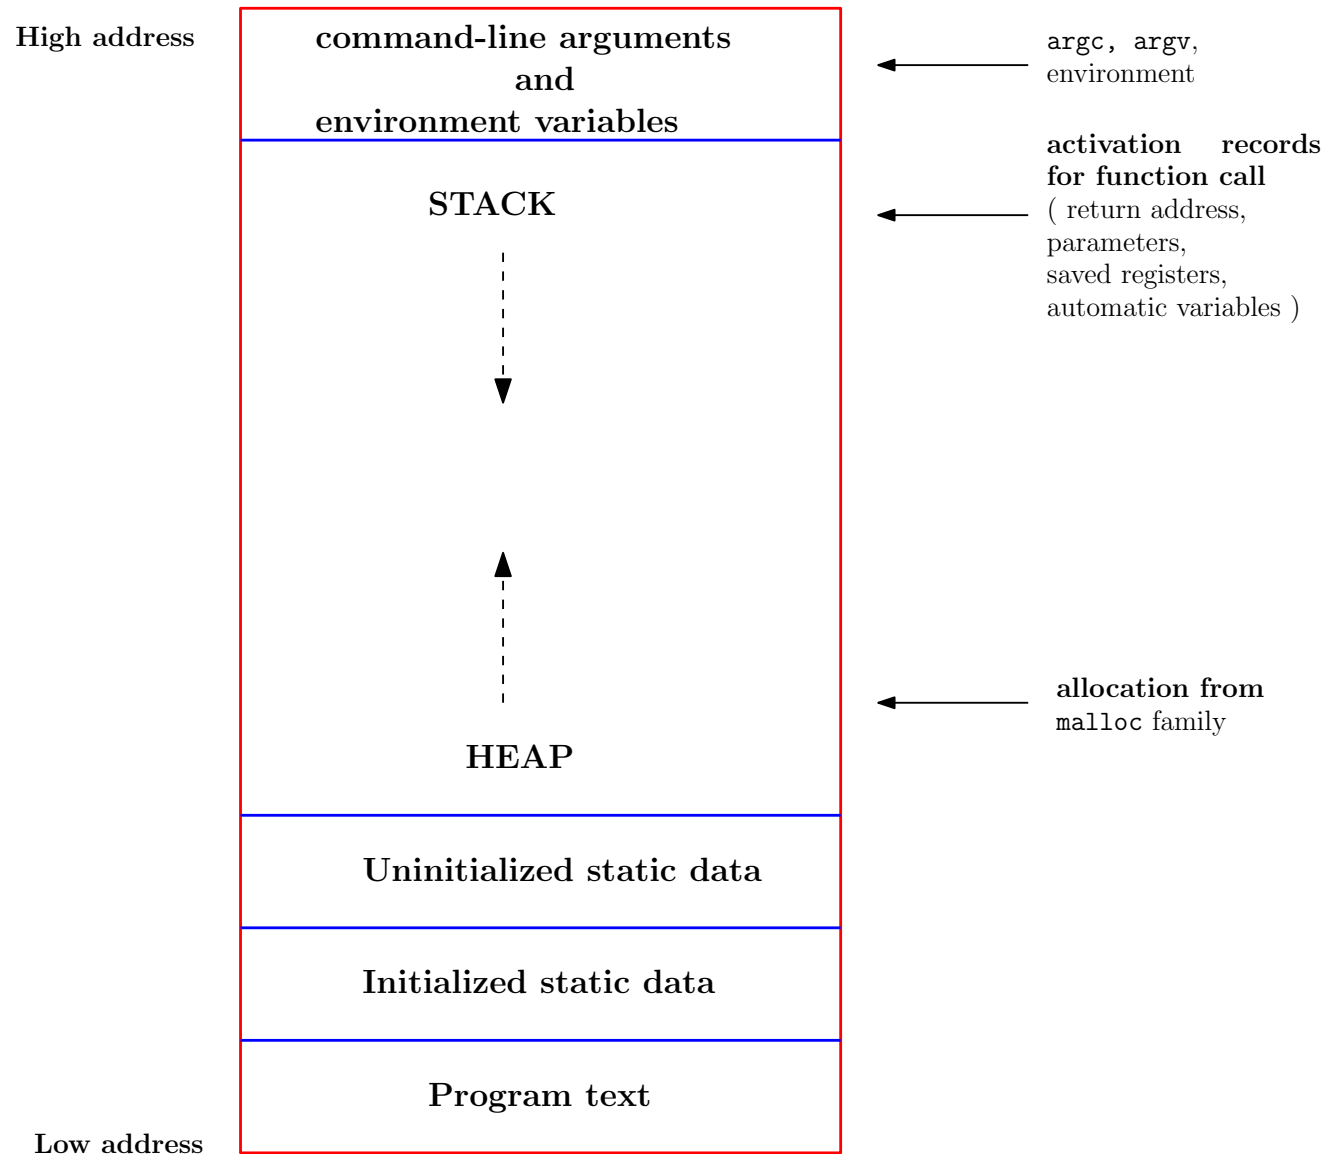 High address
command-line arguments
and
environment variables
argc, argv,
environment
STACK
activation records
for function call
( return address,
parameters,
saved registers,
automatic variables )
HEAP
allocation from
malloc family
Uninitialized static data
Initialized static data
Program text
Low address